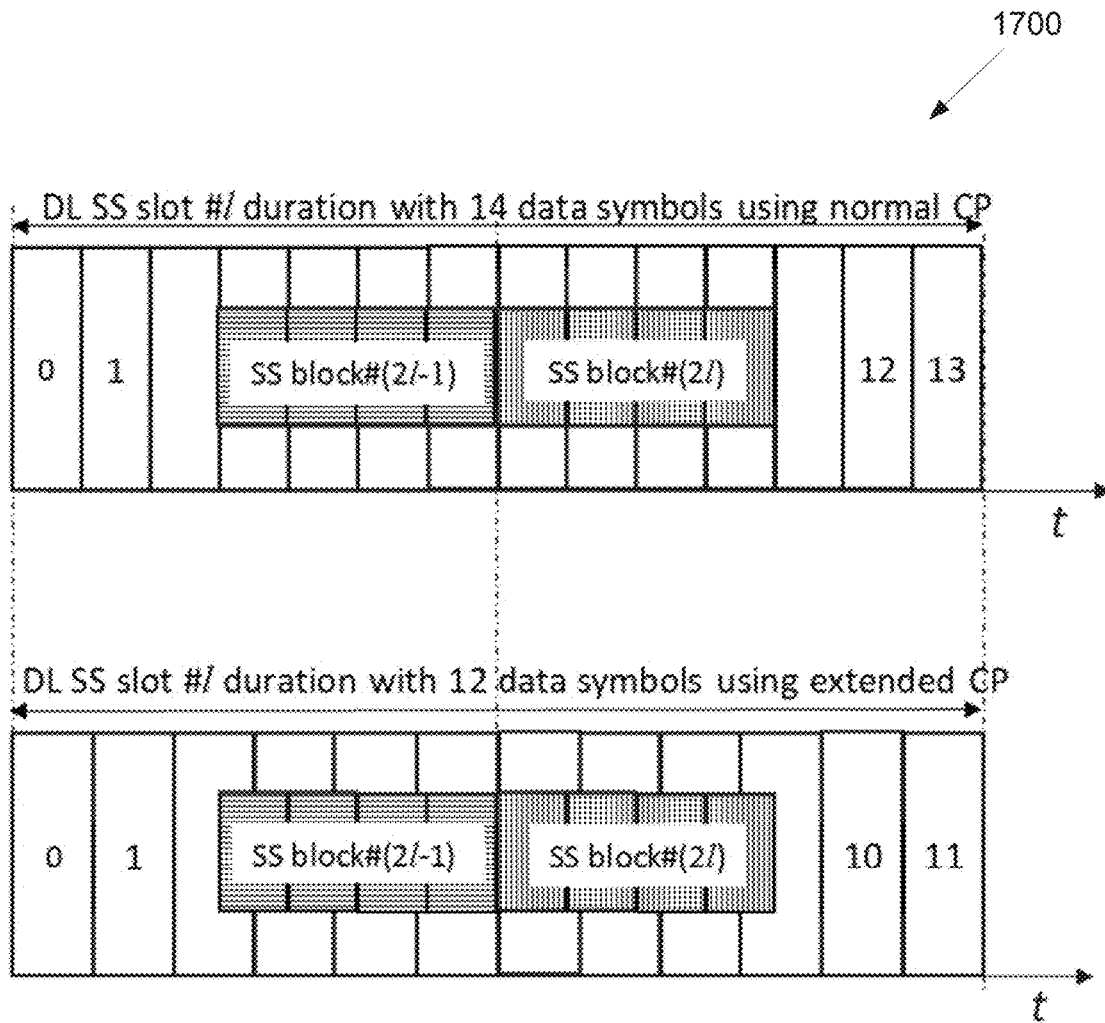 1700
DL SS slot #l duration with 14 data symbols using normal CP
0 1 SS block#(2l-1) SS block#(2l) 12 13
t
DL SS slot #l duration with 12 data symbols using extended CP
0 1 SS block#(2l-1) SS block#(2l) 10 11
t